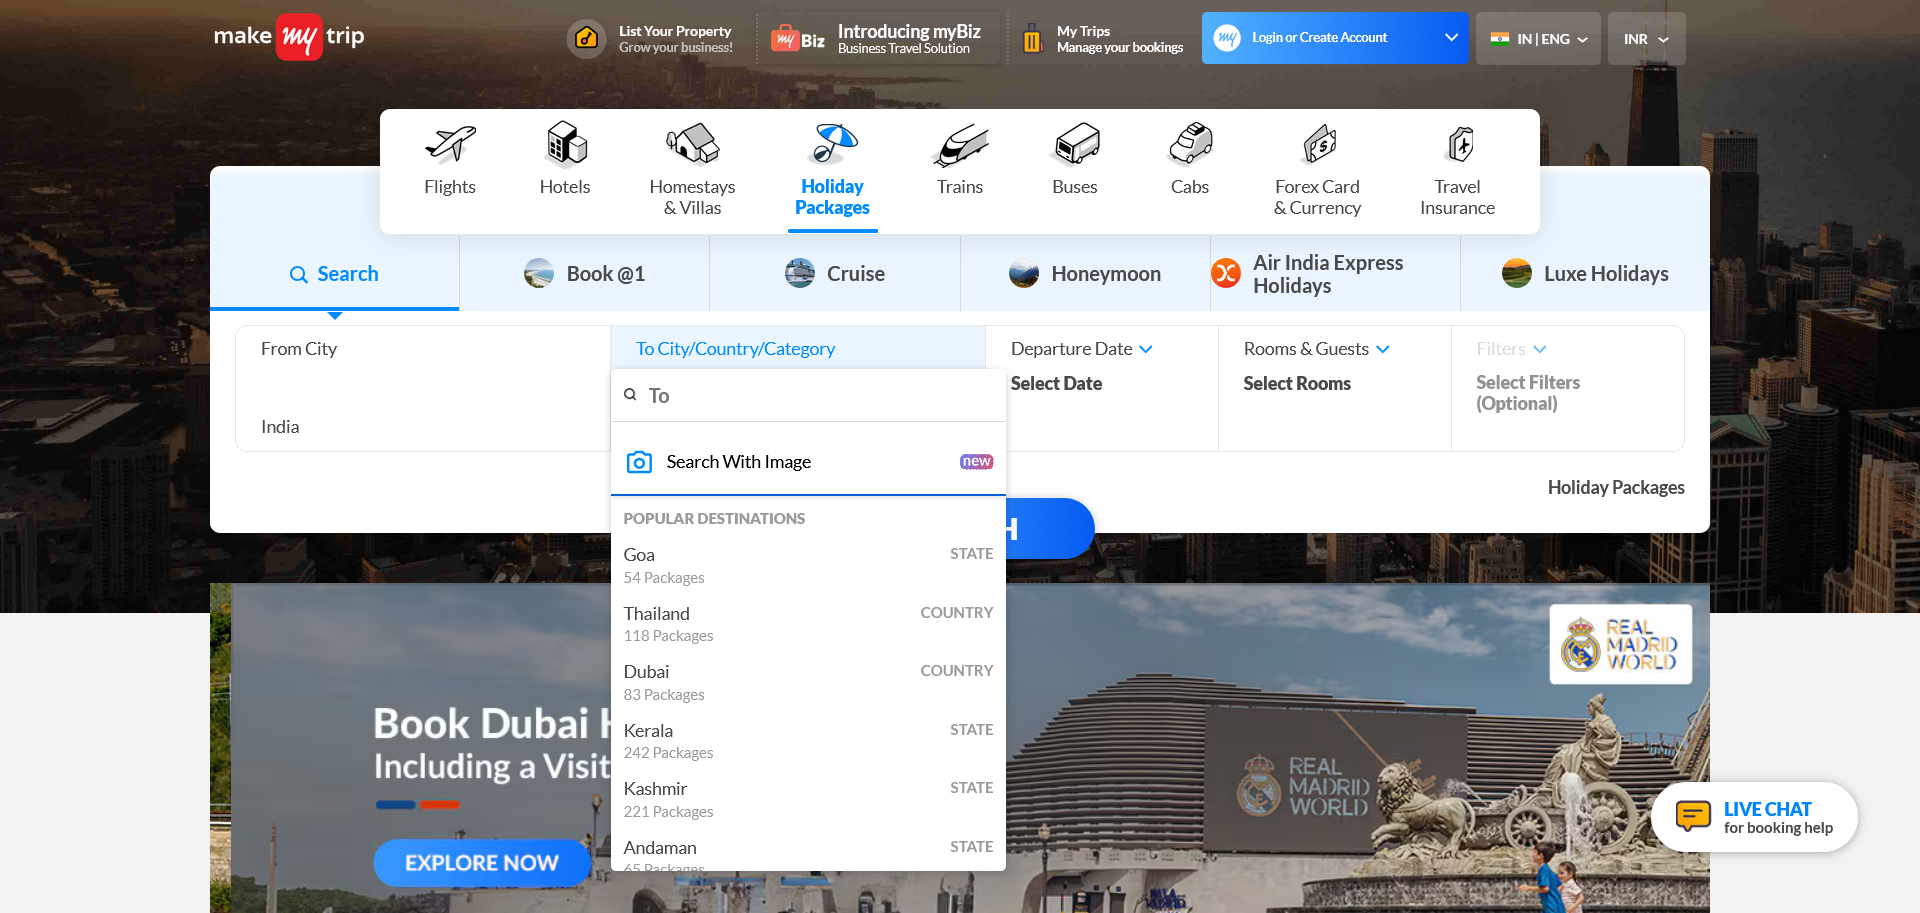 make my trip
List Your Property
Grow your business!
my Biz
Introducing myBiz
Business Travel Solution
My Trips
Manage your bookings
my
Login or Create Account
IN | ENG
INR
Flights
Hotels
Homestays
& Villas
Holiday
Packages
Trains
Buses
Cabs
Forex Card
& Currency
Travel
Insurance
Search
Book @1
Cruise
Honeymoon
Air India Express
Holidays
Luxe Holidays
From City
India
To City/Country/Category
Departure Date
Select Date
Rooms & Guests
Select Rooms
Filters
Select Filters
(Optional)
To
Search With Image
new
Holiday Packages
H
POPULAR DESTINATIONS
Goa
STATE
54 Packages
Thailand
COUNTRY
118 Packages
Dubai
COUNTRY
83 Packages
Kerala
STATE
242 Packages
Kashmir
STATE
221 Packages
Andaman
STATE
65 Packages
Book Dubai
Including a Visit
EXPLORE NOW
REAL
MADRID
WORLD
REAL
MADRID
WORLD
LIVE CHAT
for booking help